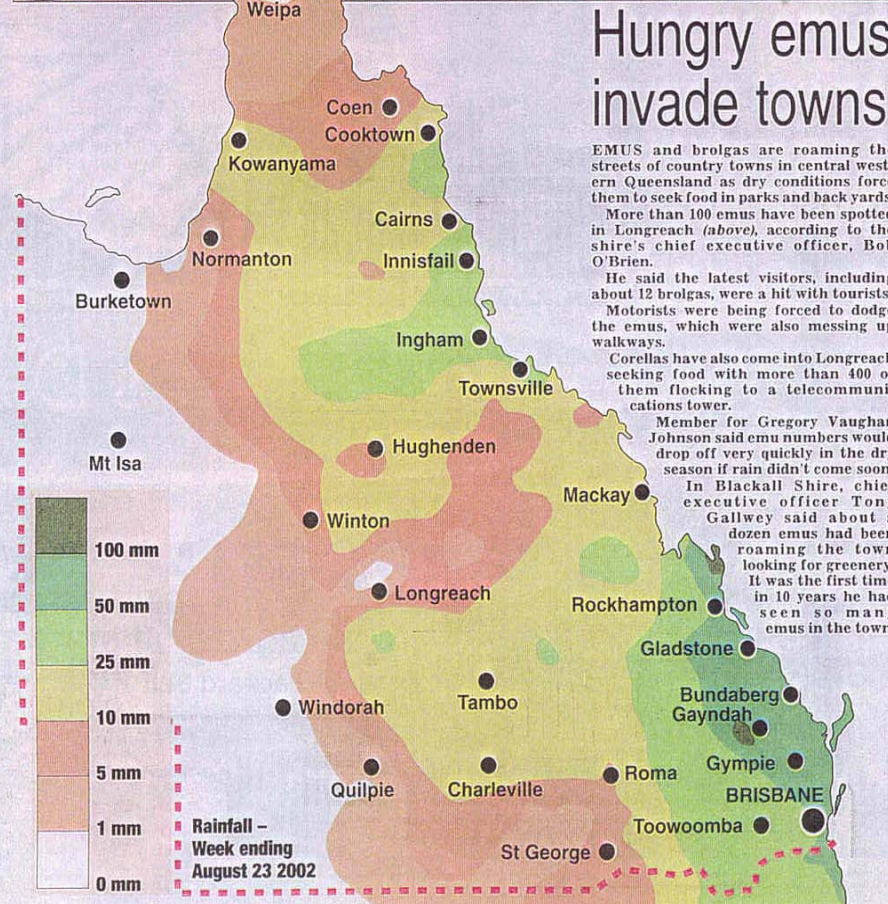 Weipa
Hungry emus
invade towns
EMUS and brolgas are roaming th
streets of country towns in central west
ern Queensland as dry conditions forc
them to seek food in parks and back yards
More than 100 emus have been spotte
in Longreach (above), according to th
shire's chief executive officer, Bo
O'Brien.
He said the latest visitors, including
about 12 brolgas, were a hit with tourists
Motorists were being forced to dodg
the emus, which were also messing u
walkways.
Corellas have also come into Longreach
seeking food with more than 400 o
them flocking to a telecommuni
cations tower.
Member for Gregory Vaughan
Johnson said emu numbers would
drop off very quickly in the dr
season if rain didn't come soon
In Blackall Shire, chie
executive officer Ton
Gallwey said about
dozen emus had been
roaming the town
looking for greenery
It was the first tim
in 10 years he ha
seen so man
emus in the town
Coen
Cooktown
Kowanyama
Cairns
Normanton
Innisfail
Burketown
Ingham
Townsville
Hughenden
Mt Isa
Mackay
Winton
Longreach
Rockhampton
Gladstone
Tambo
Bundaberg
Windorah
Gayndah
Gympie
Roma
Quilpie
Charleville
BRISBANE
Toowoomba
St George
100 mm
50 mm
25 mm
10 mm
5 mm
1 mm
0 mm
Rainfall –
Week ending
August 23 2002